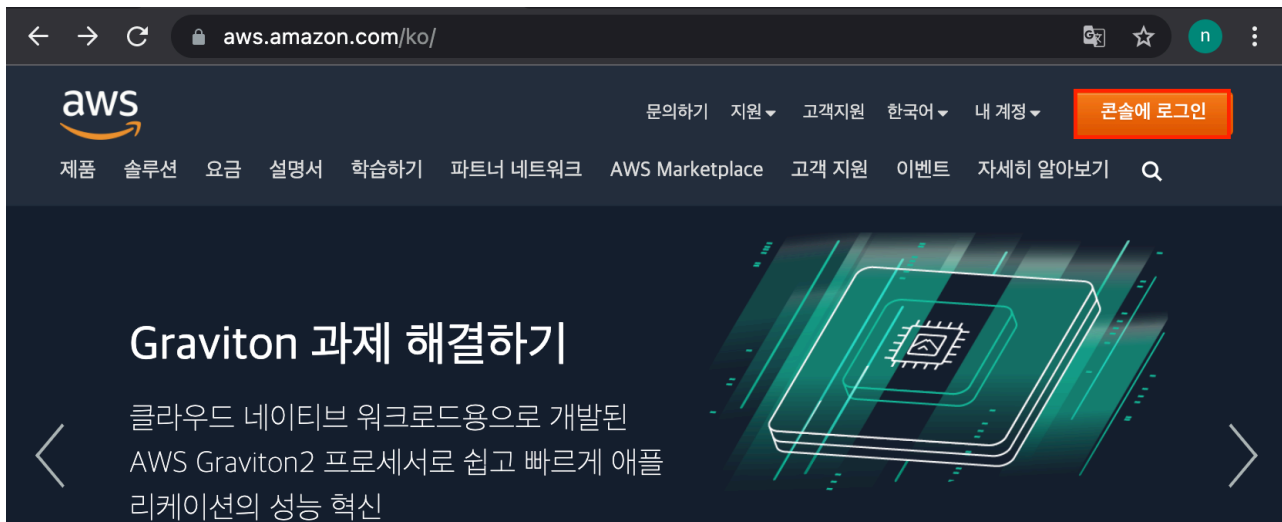 aws.amazon.com/ko/
n
aws
문의하기 지원 고객지원 한국어 내 계정 콘솔에 로그인
제품 솔루션 요금 설명서 학습하기 파트너 네트워크 AWS Marketplace 고객 지원 이벤트 자세히 알아보기
Graviton 과제 해결하기
클라우드 네이티브 워크로드용으로 개발된
AWS Graviton2 프로세서로 쉽고 빠르게 애플
리케이션의 성능 혁신